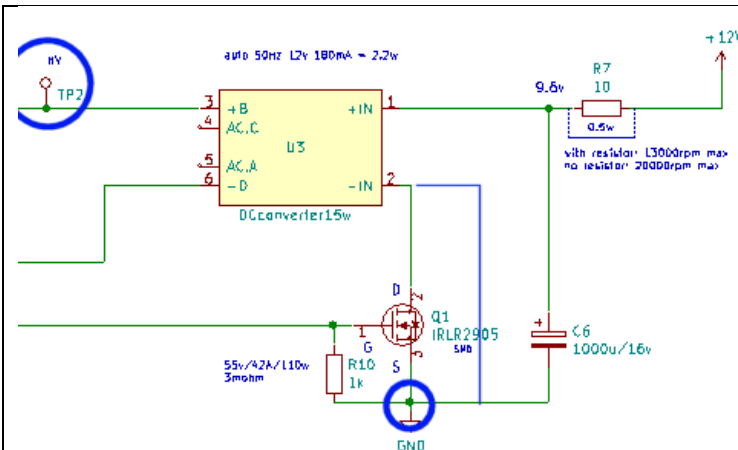 auto 50Hz 12v 180mA = 2.2w
+12V
HV
TP2
R7
10
9.6v
0.5w
with resistor: 13000rpm max
no resistor: 20000rpm max
3
+B
+IN
1
4
AC.C
U3
5
AC.A
6
-D
-IN
2
DCconverter15w
D
2
Q1
IRLR2905
SMD
1
G
S
3
+
C6
1000u/16v
55v/42A/110w
3mohm
R10
1k
GND